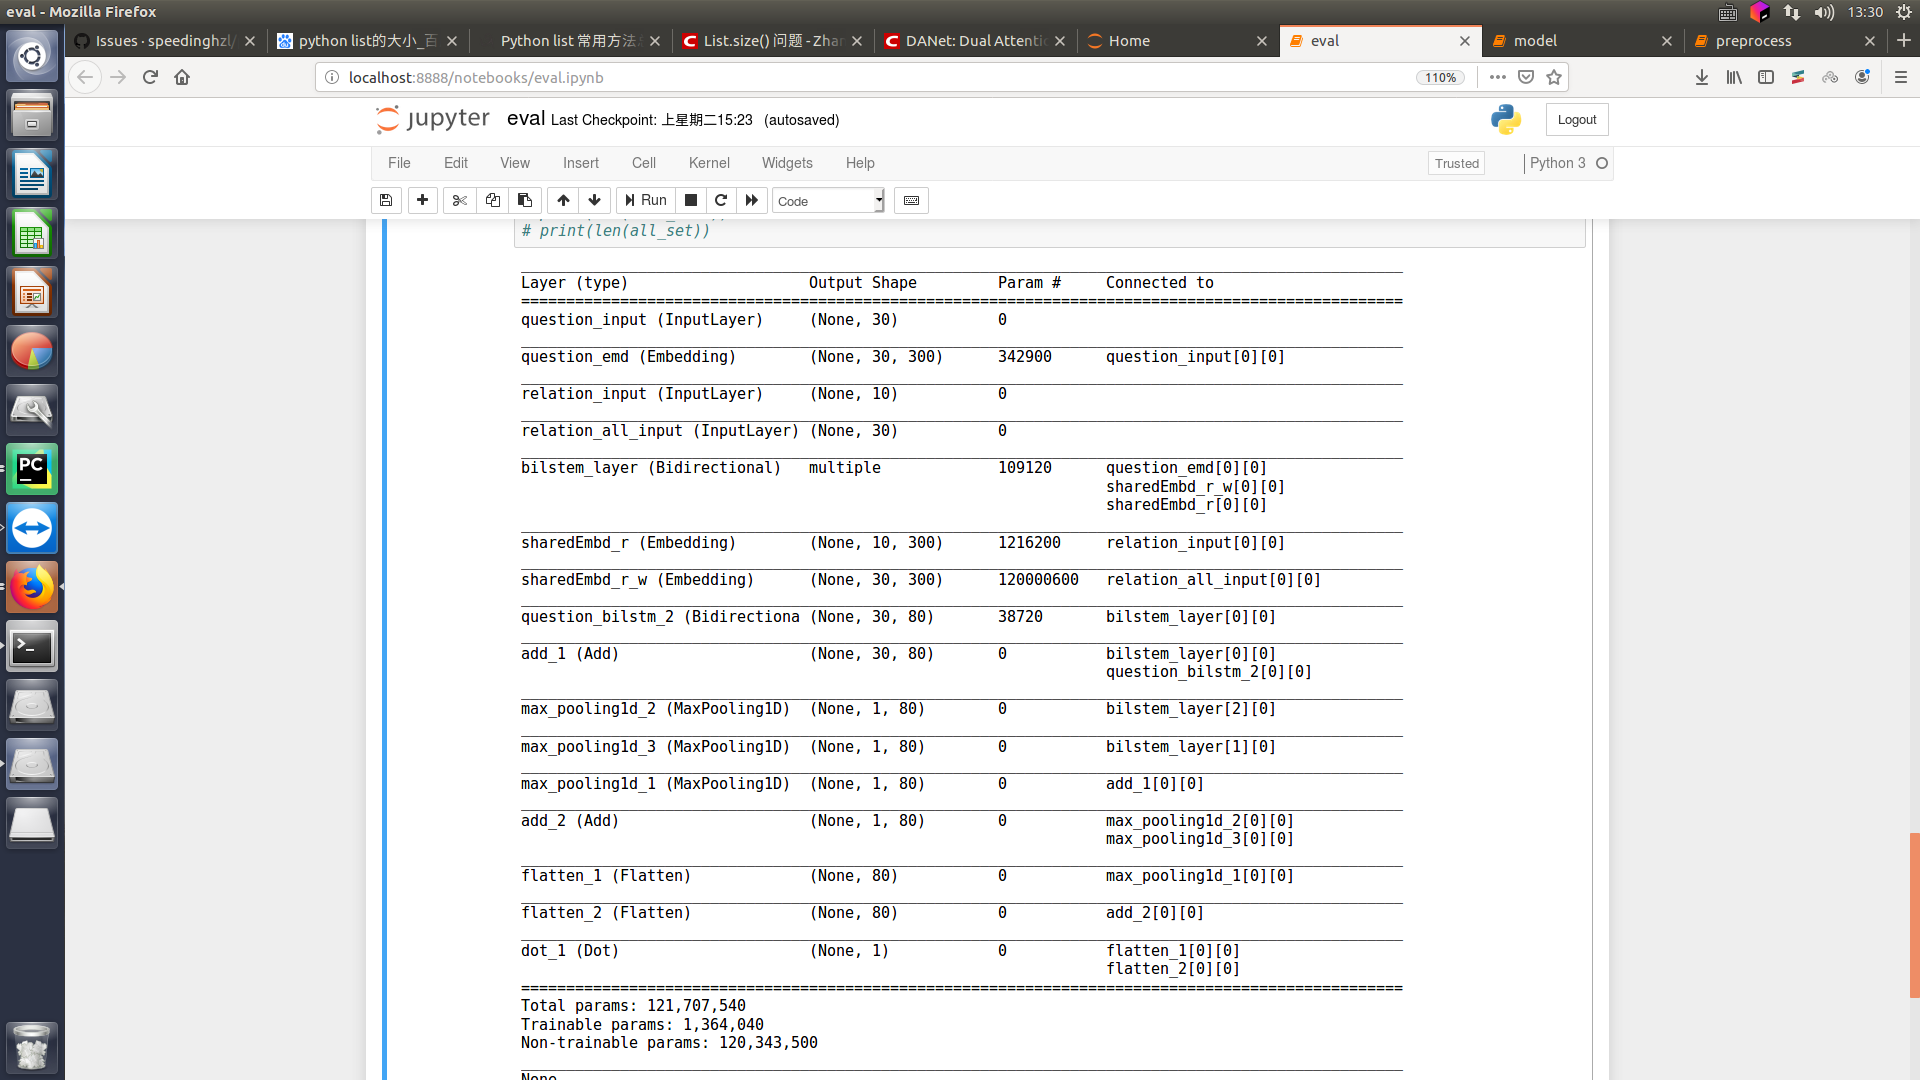 eval - Mozilla Firefox
13:30
Issues · speedinghzl/
python list的大小_百
Python list 常用方法
List.size() 问题 - Zhan
DANet: Dual Attenti
Home
eval
model
preprocess
localhost:8888/notebooks/eval.ipynb
110%
jupyter
eval Last Checkpoint: 上星期二15:23 (autosaved)
Logout
File Edit View Insert Cell Kernel Widgets Help
Trusted
Python 3
Run
Code
# print(len(all_set))
Layer (type) Output Shape Param # Connected to
question_input (InputLayer) (None, 30) 0
question_emd (Embedding) (None, 30, 300) 342900 question_input[0][0]
relation_input (InputLayer) (None, 10) 0
relation_all_input (InputLayer) (None, 30) 0
bilstem_layer (Bidirectional) multiple 109120 question_emd[0][0]
sharedEmbd_r_w[0][0]
sharedEmbd_r[0][0]
sharedEmbd_r (Embedding) (None, 10, 300) 1216200 relation_input[0][0]
sharedEmbd_r_w (Embedding) (None, 30, 300) 120000600 relation_all_input[0][0]
question_bilstm_2 (Bidirectiona (None, 30, 80) 38720 bilstem_layer[0][0]
add_1 (Add) (None, 30, 80) 0 bilstem_layer[0][0]
question_bilstm_2[0][0]
max_pooling1d_2 (MaxPooling1D) (None, 1, 80) 0 bilstem_layer[2][0]
max_pooling1d_3 (MaxPooling1D) (None, 1, 80) 0 bilstem_layer[1][0]
max_pooling1d_1 (MaxPooling1D) (None, 1, 80) 0 add_1[0][0]
add_2 (Add) (None, 1, 80) 0 max_pooling1d_2[0][0]
max_pooling1d_3[0][0]
flatten_1 (Flatten) (None, 80) 0 max_pooling1d_1[0][0]
flatten_2 (Flatten) (None, 80) 0 add_2[0][0]
dot_1 (Dot) (None, 1) 0 flatten_1[0][0]
flatten_2[0][0]
Total params: 121,707,540
Trainable params: 1,364,040
Non-trainable params: 120,343,500
None